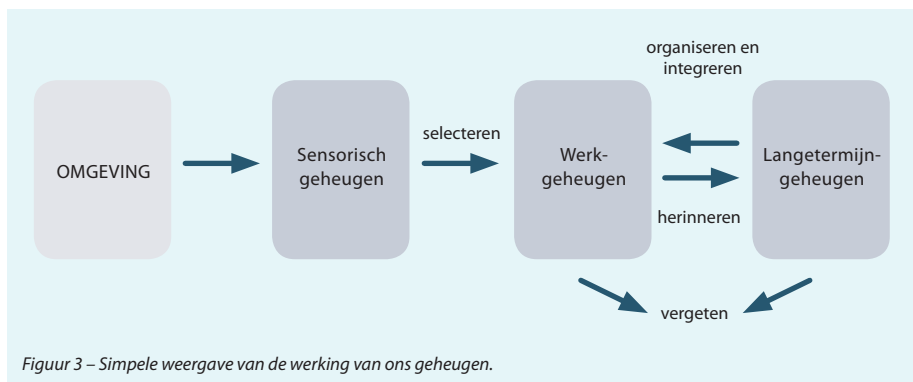 OMGEVING
Sensorisch
geheugen
selecteren
Werk-
geheugen
organiseren en
integreren
herinneren
Langetermijn-
geheugen
vergeten
Figuur 3 – Simpele weergave van de werking van ons geheugen.